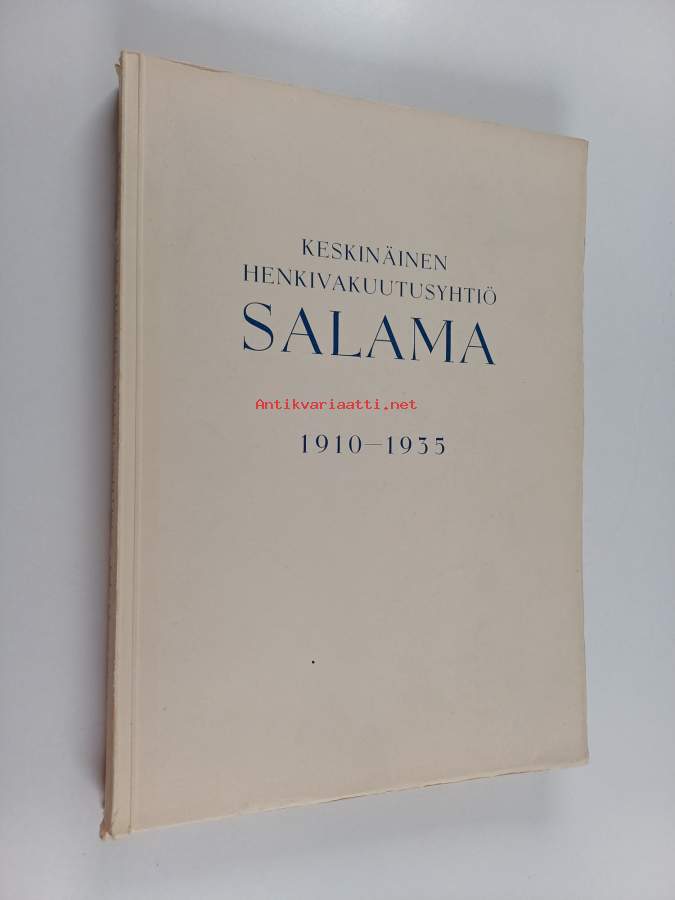 KESKINÄINEN
HENKIVAKUUTUSYHTIÖ
SALAMA
Antikvariaatti.net
1910—1935